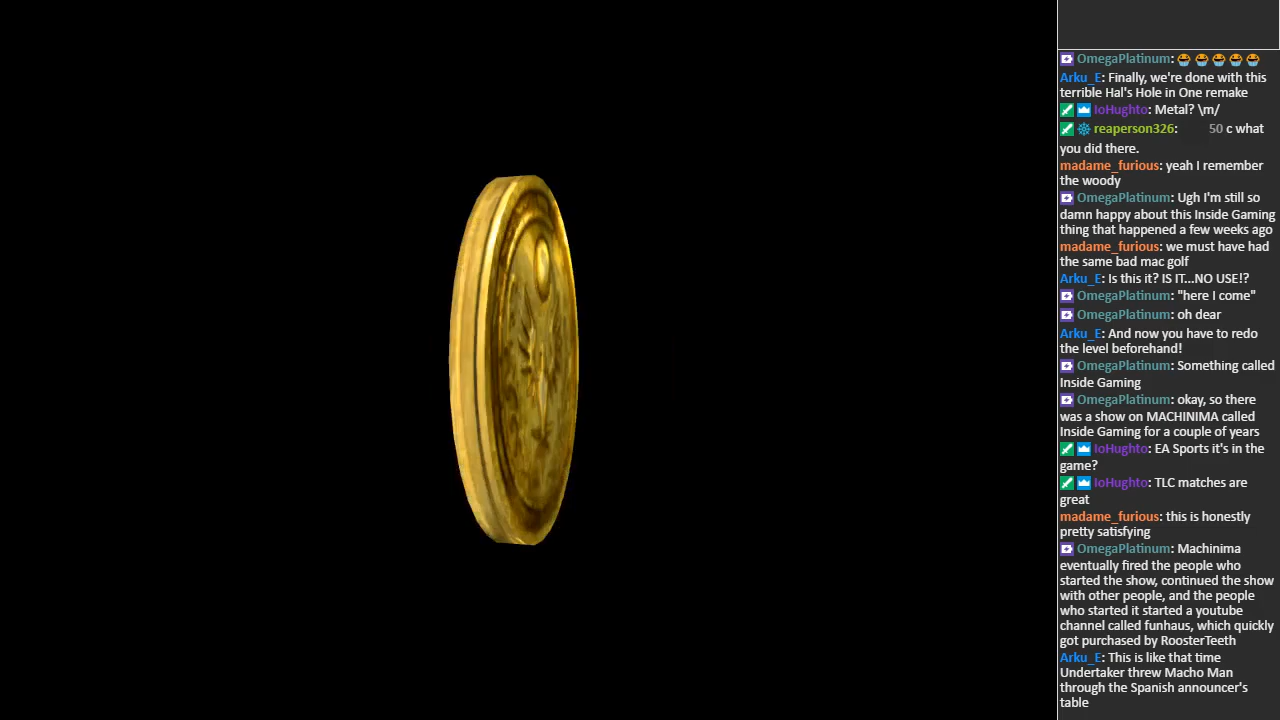 OmegaPlatinum:
Arku_E: Finally, we're done with this
terrible Hal's Hole in One remake
IoHughto: Metal? \m/
reaperson326: 50 c what
you did there.
madame_furious: yeah I remember
the woody
OmegaPlatinum: Ugh I'm still so
damn happy about this Inside Gaming
thing that happened a few weeks ago
madame_furious: we must have had
the same bad mac golf
Arku_E: Is this it? IS IT...NO USE!?
OmegaPlatinum: "here I come"
OmegaPlatinum: oh dear
Arku_E: And now you have to redo
the level beforehand!
OmegaPlatinum: Something called
Inside Gaming
OmegaPlatinum: okay, so there
was a show on MACHINIMA called
Inside Gaming for a couple of years
IoHughto: EA Sports it's in the
game?
IoHughto: TLC matches are
great
madame_furious: this is honestly
pretty satisfying
OmegaPlatinum: Machinima
eventually fired the people who
started the show, continued the show
with other people, and the people
who started it started a youtube
channel called funhaus, which quickly
got purchased by RoosterTeeth
Arku_E: This is like that time
Undertaker threw Macho Man
through the Spanish announcer's
table